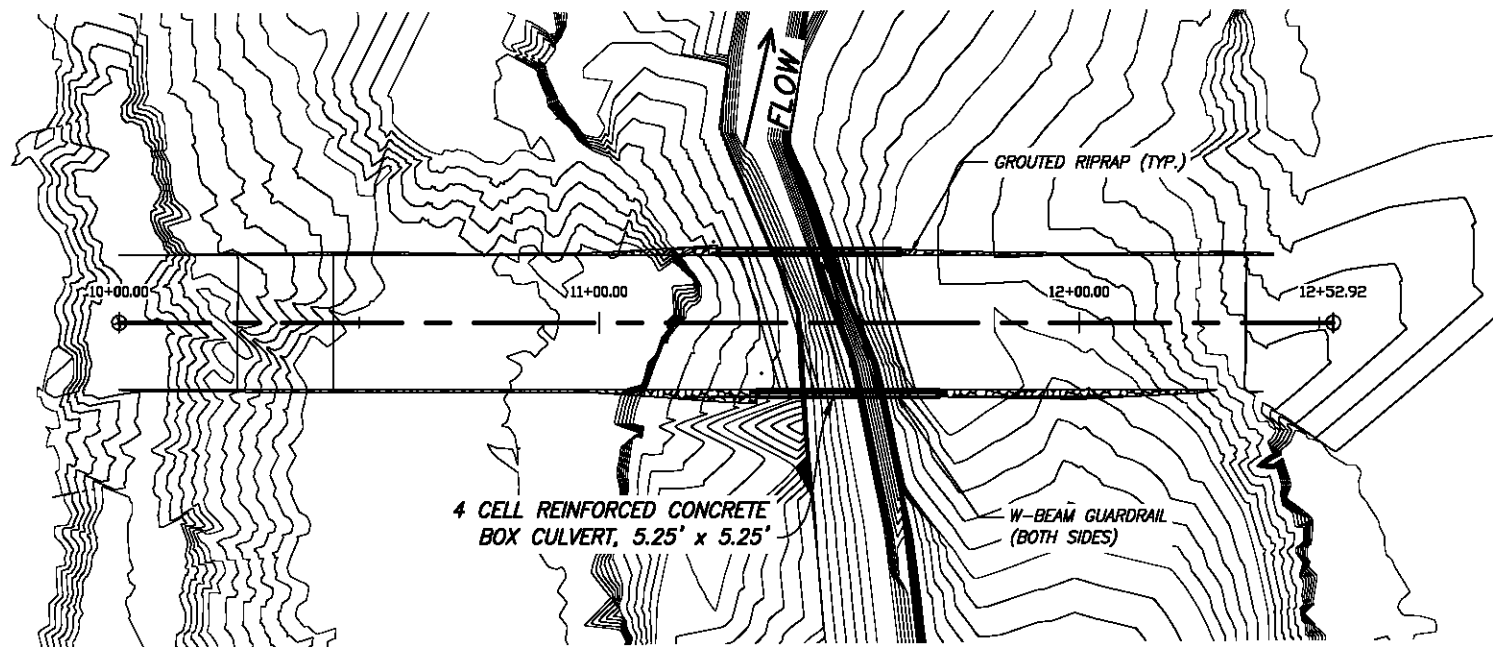 FLOW
GROUTED RIPRAP (TYP.)
10+00.00
11+00.00
12+00.00
12+52.92
4 CELL REINFORCED CONCRETE
BOX CULVERT, 5.25' x 5.25'
W-BEAM GUARDRAIL
(BOTH SIDES)